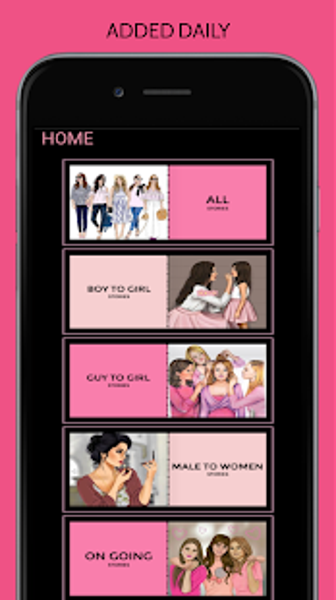 ADDED DAILY
HOME
ALL
STORIES
BOY TO GIRL
STORIES
GUY TO GIRL
STORIES
MALE TO WOMEN
STORIES
ON GOING
STORIES